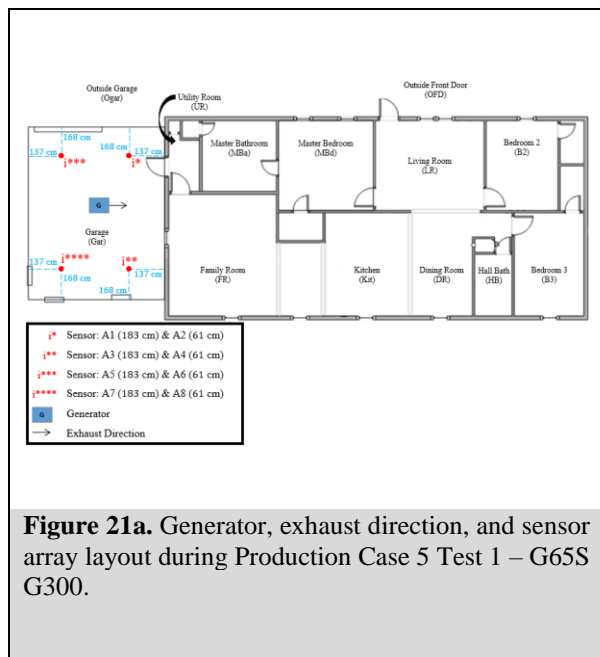 Outside Garage
(Ogar)
Utility Room
(UR)
Outside Front Door
(OFD)
168 cm
168 cm
137 cm
137 cm
i***
i*
Master Bathroom
(MBa)
Master Bedroom
(MBd)
Living Room
(LR)
Bedroom 2
(B2)
G
Garage
(Gar)
i****
i**
137 cm
137 cm
168 cm
168 cm
Family Room
(FR)
Kitchen
(Kit)
Dining Room
(DR)
Hall Bath
(HB)
Bedroom 3
(B3)
i* Sensor: A1 (183 cm) & A2 (61 cm)
i** Sensor: A3 (183 cm) & A4 (61 cm)
i*** Sensor: A5 (183 cm) & A6 (61 cm)
i**** Sensor: A7 (183 cm) & A8 (61 cm)
G Generator
Exhaust Direction
Figure 21a. Generator, exhaust direction, and sensor
array layout during Production Case 5 Test 1 – G65S
G300.